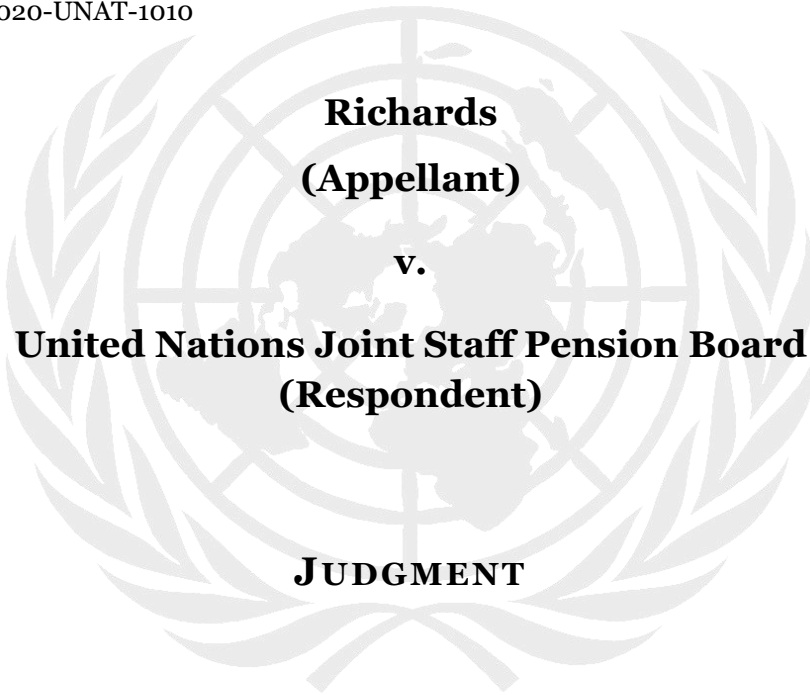 020-UNAT-1010
Richards
(Appellant)
v.
United Nations Joint Staff Pension Board
(Respondent)
JUDGMENT